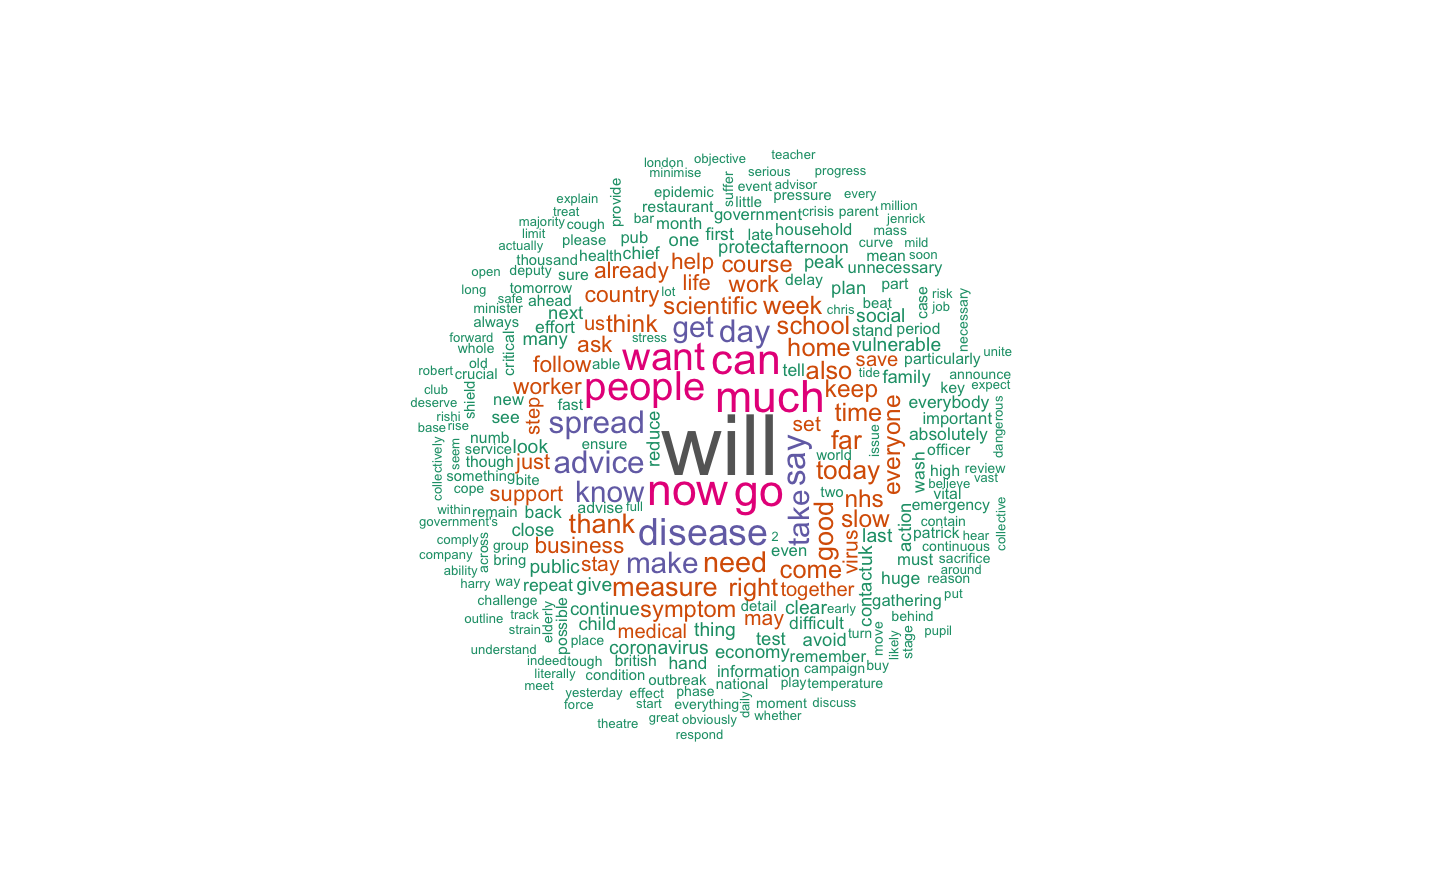 teacher
london objective
minimise serious progress
epidemic suffer event advisor
explain provide restaurant little pressure every
treat bar month government crisis parent million
majority cough jenrick
limit please pub one first late household mass
actually thousand health chief protect afternoon curve mild
open deputy sure already help course peak mean soon
long tomorrow country lot life work delay plan part unnecessary
safe ahead scientific week chris beat case risk
minister next us think get day school social job
always effort stress stand period necessary
forward many ask want can home vulnerable
whole critical follow able tell also save particularly unite
robert old people much tide family announce
crucial worker keep key expect
club shield new fast time everybody
deserve see step spread set important
rishi reduce will far everyone absolutely dangerous
base rise numb ensure say issue officer
service look advice world today wash
collectively seem though just high review
something bite know now go two nhs believe vast
cope support advise full take good slow vital emergency
within remain back thank disease 2 last action contain
government's close even virus patrick hear collective
comply group business need contactuk continuous
company across bring public stay make come must sacrifice
ability way repeat give measure right together huge around
harry reason
challenge possible continue symptom detail clear early gathering put
outline track elderly child may difficult behind
strain place medical thing test avoid turn move likely stage pupil
understand coronavirus economy remember
indeed tough british hand information campaign buy
literally condition outbreak national play temperature
meet yesterday effect phase daily moment discuss
force start everything whether
theatre great obviously
respond